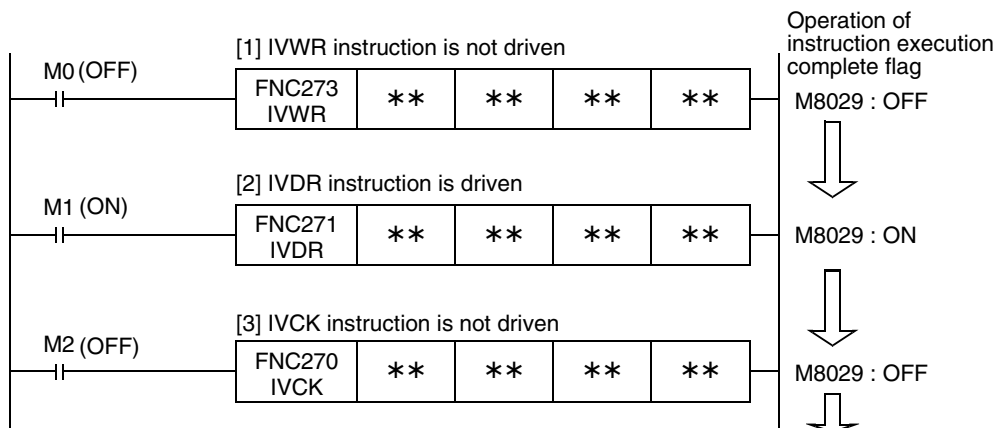 Operation of
instruction execution
complete flag
[1] IVWR instruction is not driven
M0 (OFF)
FNC273
IVWR
** ** ** **
M8029 : OFF
[2] IVDR instruction is driven
M1 (ON)
FNC271
IVDR
** ** ** **
M8029 : ON
[3] IVCK instruction is not driven
M2 (OFF)
FNC270
IVCK
** ** ** **
M8029 : OFF